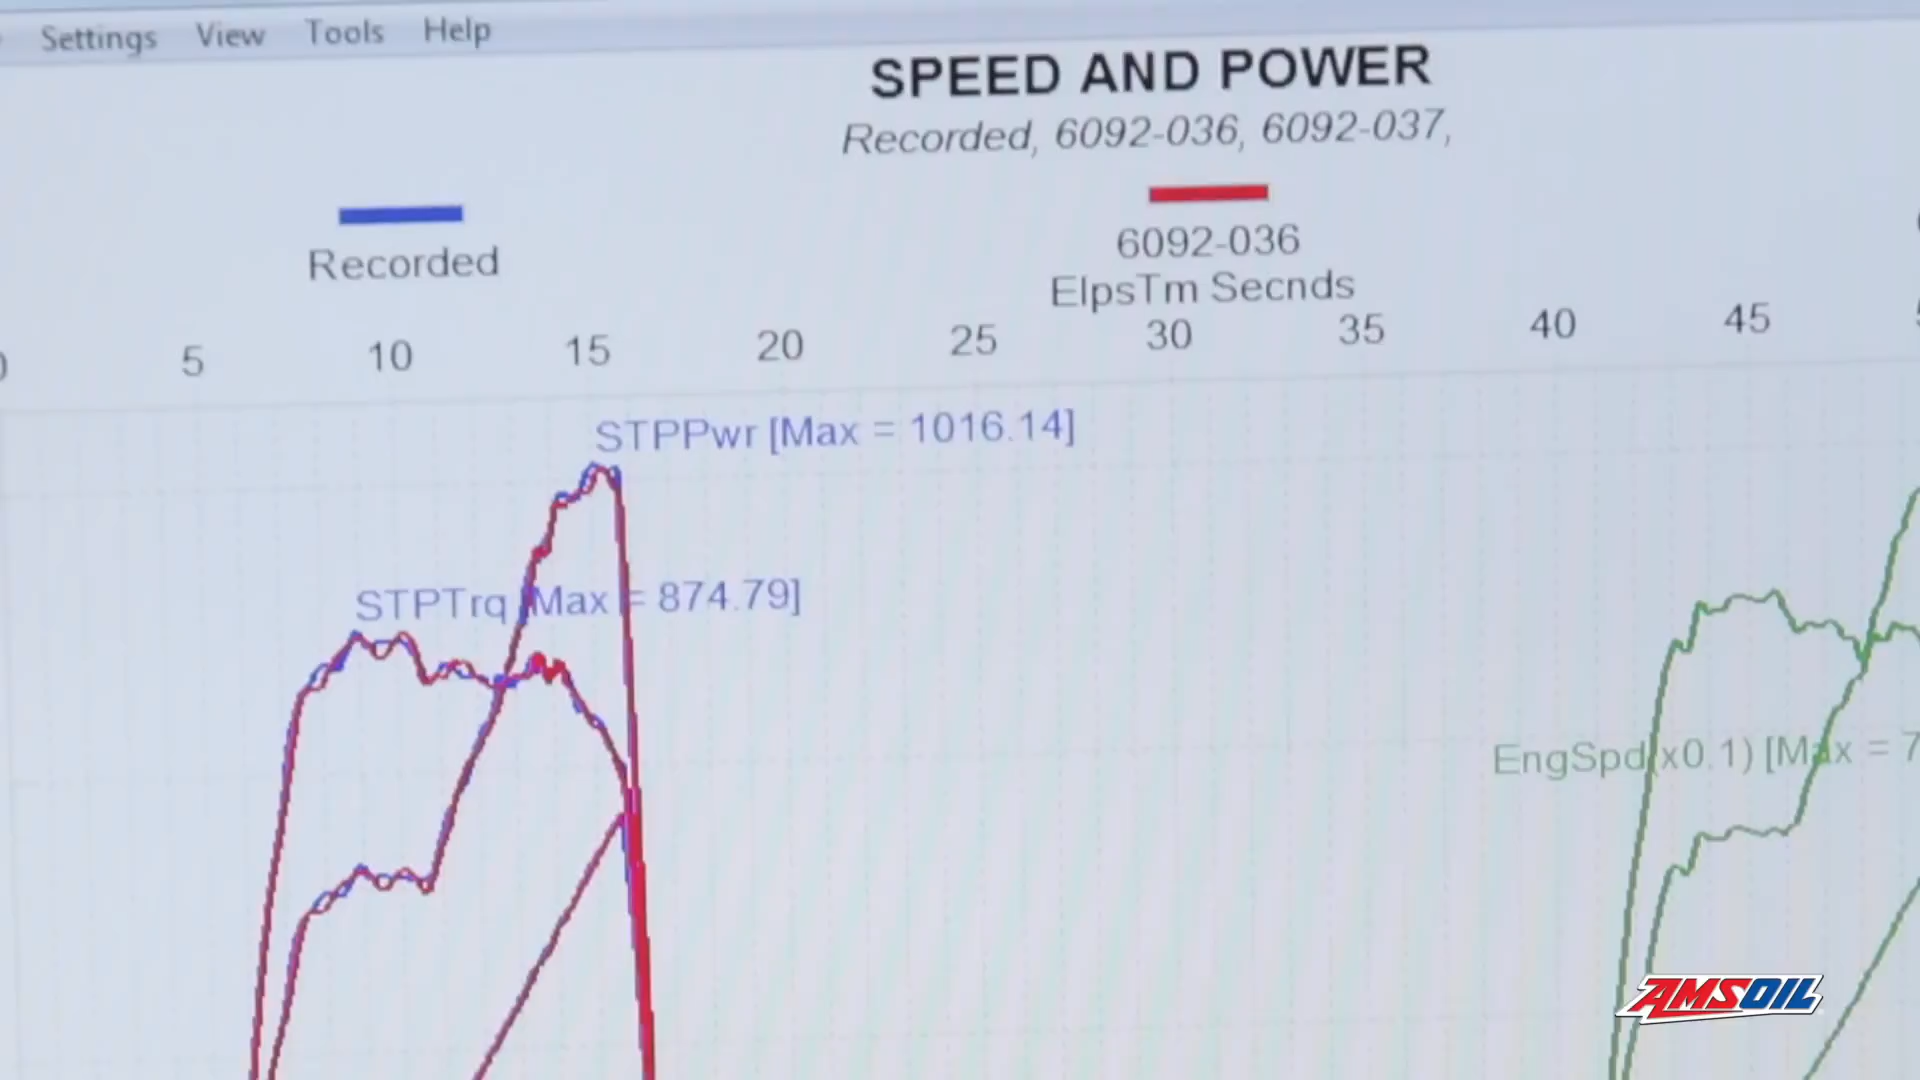 Settings View Tools Help
SPEED AND POWER
Recorded, 6092-036, 6092-037,
Recorded
6092-036
ElpsTm Secnds
5 10 15 20 25 30 35 40 45
STPPwr [Max = 1016.14]
STPTrq [Max = 874.79]
EngSpd(x0.1) [Max = 7
AMSOIL